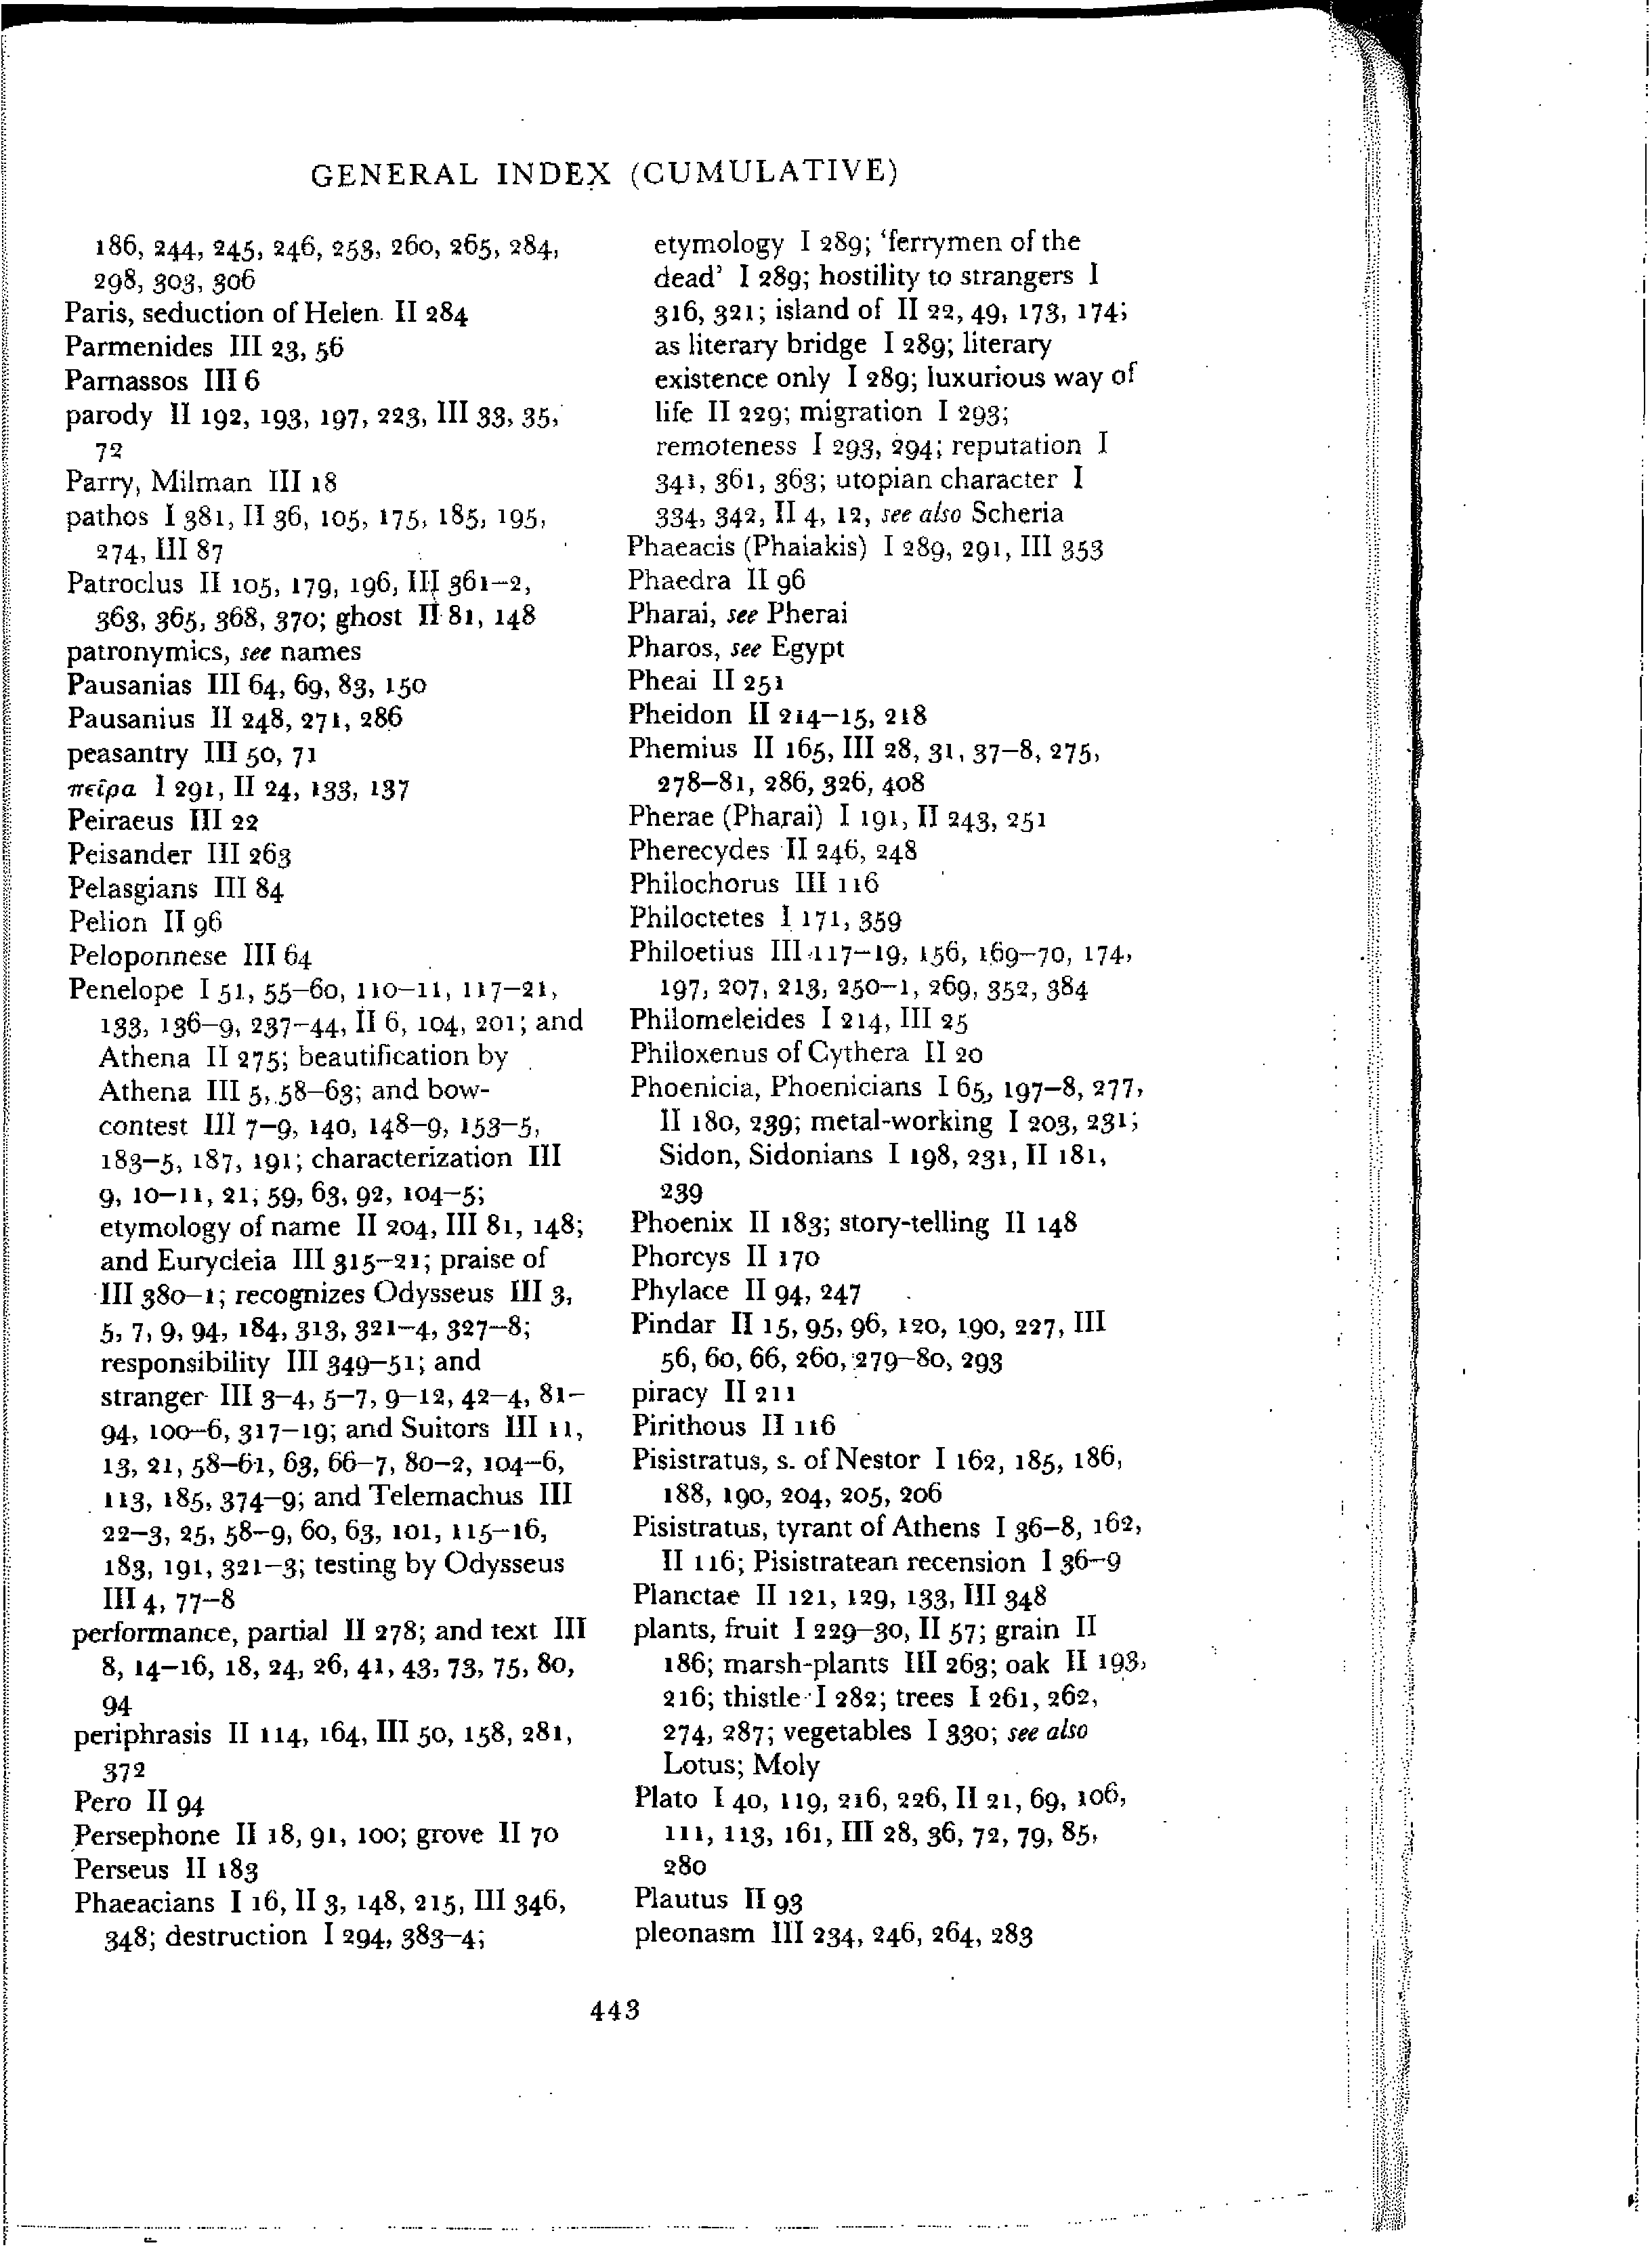 GENERAL INDEX (CUMULATIVE)
186, 244, 245, 246, 253, 260, 265, 284,
298, 303, 306
Paris, seduction of Helen II 284
Parmenides III 23, 56
Parnassos III 6
parody II 192, 193, 197, 223, III 33, 35,
72
Parry, Milman III 18
pathos I 381, II 36, 105, 175, 185, 195,
274, III 87
Patroclus II 105, 179, 196, III 361–2,
363, 365, 368, 370; ghost II 81, 148
patronymics, see names
Pausanias III 64, 69, 83, 150
Pausanius II 248, 271, 286
peasantry III 50, 71
πεῖρα I 291, II 24, 133, 137
Peiraeus III 22
Peisander III 263
Pelasgians III 84
Pelion II 96
Peloponnese III 64
Penelope I 51, 55–60, 110–11, 117–21,
133, 136–9, 237–44, II 6, 104, 201; and
Athena II 275; beautification by
Athena III 5, 58–63; and bow-
contest III 7–9, 140, 148–9, 153–5,
183–5, 187, 191; characterization III
9, 10–11, 21, 59, 63, 92, 104–5;
etymology of name II 204, III 81, 148;
and Eurycleia III 315–21; praise of
III 380–1; recognizes Odysseus III 3,
5, 7, 9, 94, 184, 313, 321–4, 327–8;
responsibility III 349–51; and
stranger III 3–4, 5–7, 9–12, 42–4, 81–
94, 100–6, 317–19; and Suitors III 11,
13, 21, 58–61, 63, 66–7, 80–2, 104–6,
113, 185, 374–9; and Telemachus III
22–3, 25, 58–9, 60, 63, 101, 115–16,
183, 191, 321–3; testing by Odysseus
III 4, 77–8
performance, partial II 278; and text III
8, 14–16, 18, 24, 26, 41, 43, 73, 75, 80,
94
periphrasis II 114, 164, III 50, 158, 281,
372
Pero II 94
Persephone II 18, 91, 100; grove II 70
Perseus II 183
Phaeacians I 16, II 3, 148, 215, III 346,
348; destruction I 294, 383–4;
etymology I 289; 'ferrymen of the
dead' I 289; hostility to strangers I
316, 321; island of II 22, 49, 173, 174;
as literary bridge I 289; literary
existence only I 289; luxurious way of
life II 229; migration I 293;
remoteness I 293, 294; reputation I
341, 361, 363; utopian character I
334, 342, II 4, 12, see also Scheria
Phaeacis (Phaiakis) I 289, 291, III 353
Phaedra II 96
Pharai, see Pherai
Pharos, see Egypt
Pheai II 251
Pheidon II 214–15, 218
Phemius II 165, III 28, 31, 37–8, 275,
278–81, 286, 326, 408
Pherae (Pharai) I 191, II 243, 251
Pherecydes II 246, 248
Philochorus III 116
Philoctetes I 171, 359
Philoetius III 117–19, 156, 169–70, 174,
197, 207, 213, 250–1, 269, 352, 384
Philomeleides I 214, III 25
Philoxenus of Cythera II 20
Phoenicia, Phoenicians I 65, 197–8, 277,
II 180, 239; metal-working I 203, 231;
Sidon, Sidonians I 198, 231, II 181,
239
Phoenix II 183; story-telling II 148
Phorcys II 170
Phylace II 94, 247
Pindar II 15, 95, 96, 120, 190, 227, III
56, 60, 66, 260, 279–80, 293
piracy II 211
Pirithous II 116
Pisistratus, s. of Nestor I 162, 185, 186,
188, 190, 204, 205, 206
Pisistratus, tyrant of Athens I 36–8, 162,
II 116; Pisistratean recension I 36–9
Planctae II 121, 129, 133, III 348
plants, fruit I 229–30, II 57; grain II
186; marsh-plants III 263; oak II 193,
216; thistle I 282; trees I 261, 262,
274, 287; vegetables I 330; see also
Lotus; Moly
Plato I 40, 119, 216, 226, II 21, 69, 106,
111, 113, 161, III 28, 36, 72, 79, 85,
280
Plautus II 93
pleonasm III 234, 246, 264, 283
443